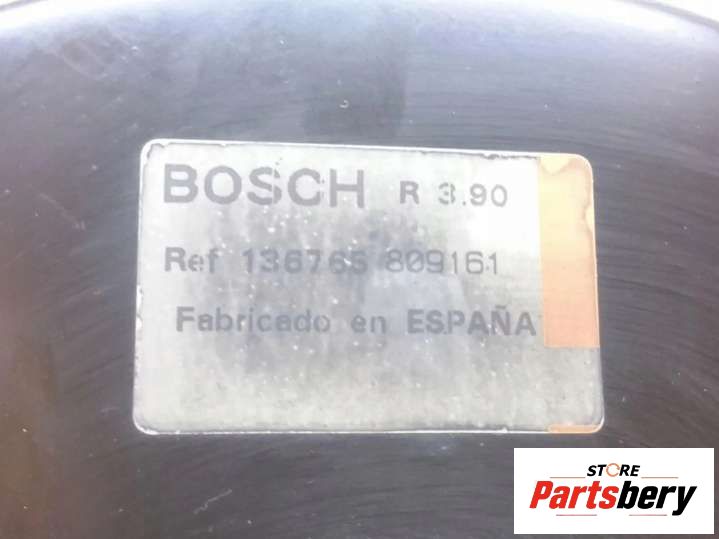 BOSCH R 3.90
Ref 136765 809161
Fabricado en ESPAÑA
STORE
Partsbery